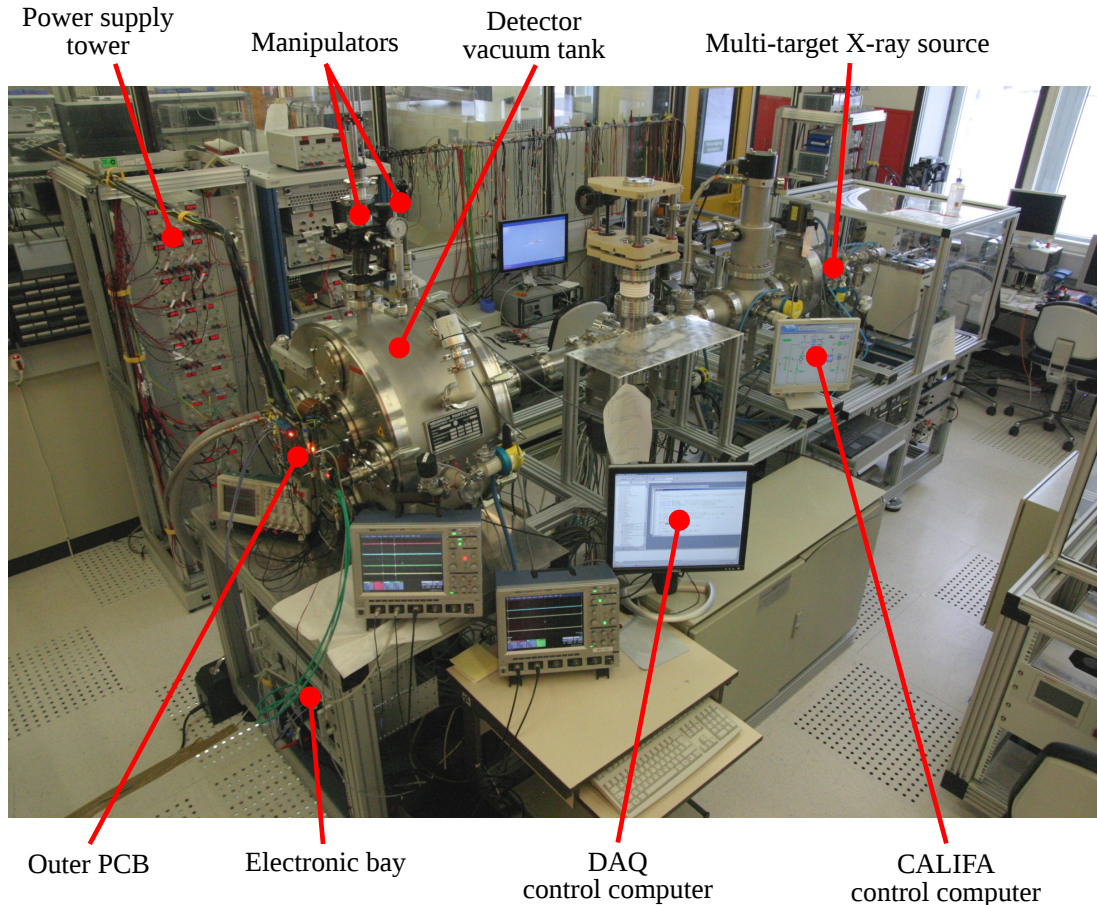 Power supply
tower
Manipulators
Detector
vacuum tank
Multi-target X-ray source
Outer PCB
Electronic bay
DAQ
control computer
CALIFA
control computer